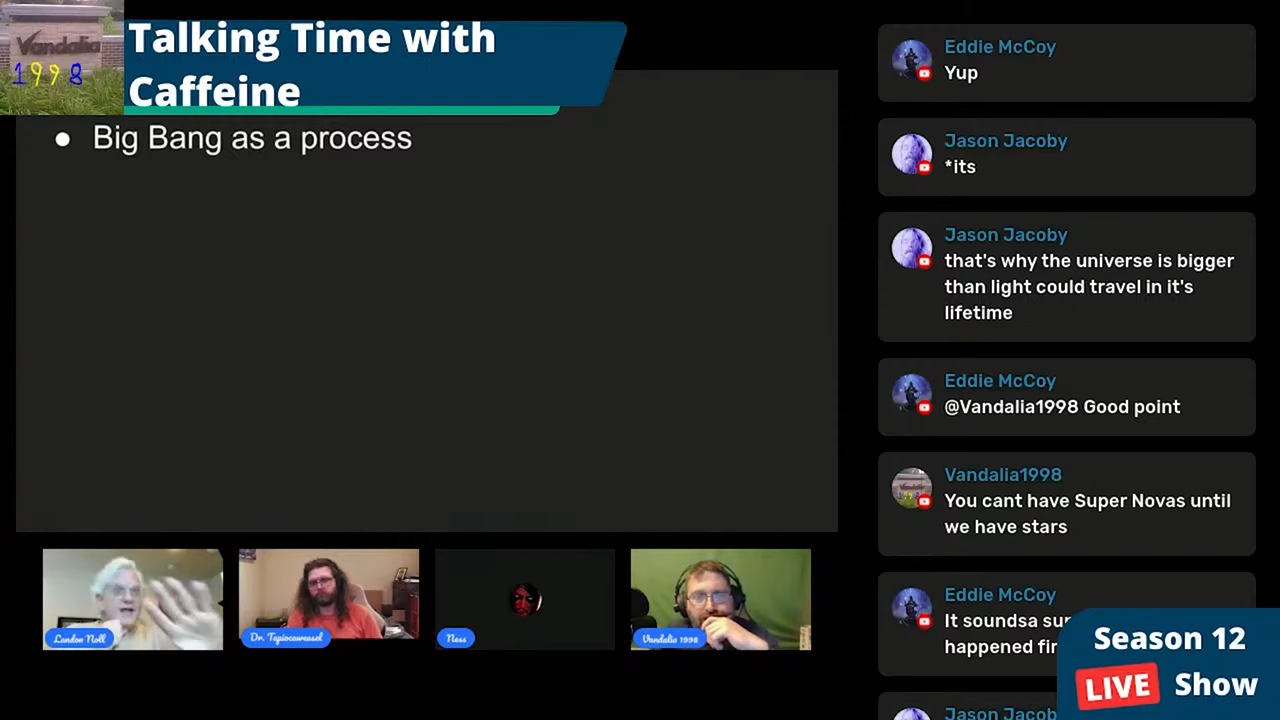 Vandalia
1998
Talking Time with
Caffeine
● Big Bang as a process
Landon Noll
Dr. Tapiocaweasel
Ness
Vandalia 1998
Eddie McCoy
Yup
Jason Jacoby
*its
Jason Jacoby
that's why the universe is bigger
than light could travel in it's
lifetime
Eddie McCoy
@Vandalia1998 Good point
Vandalia1998
You cant have Super Novas until
we have stars
Eddie McCoy
It soundsa
happened
Jason Jacoby
Season 12
LIVE Show